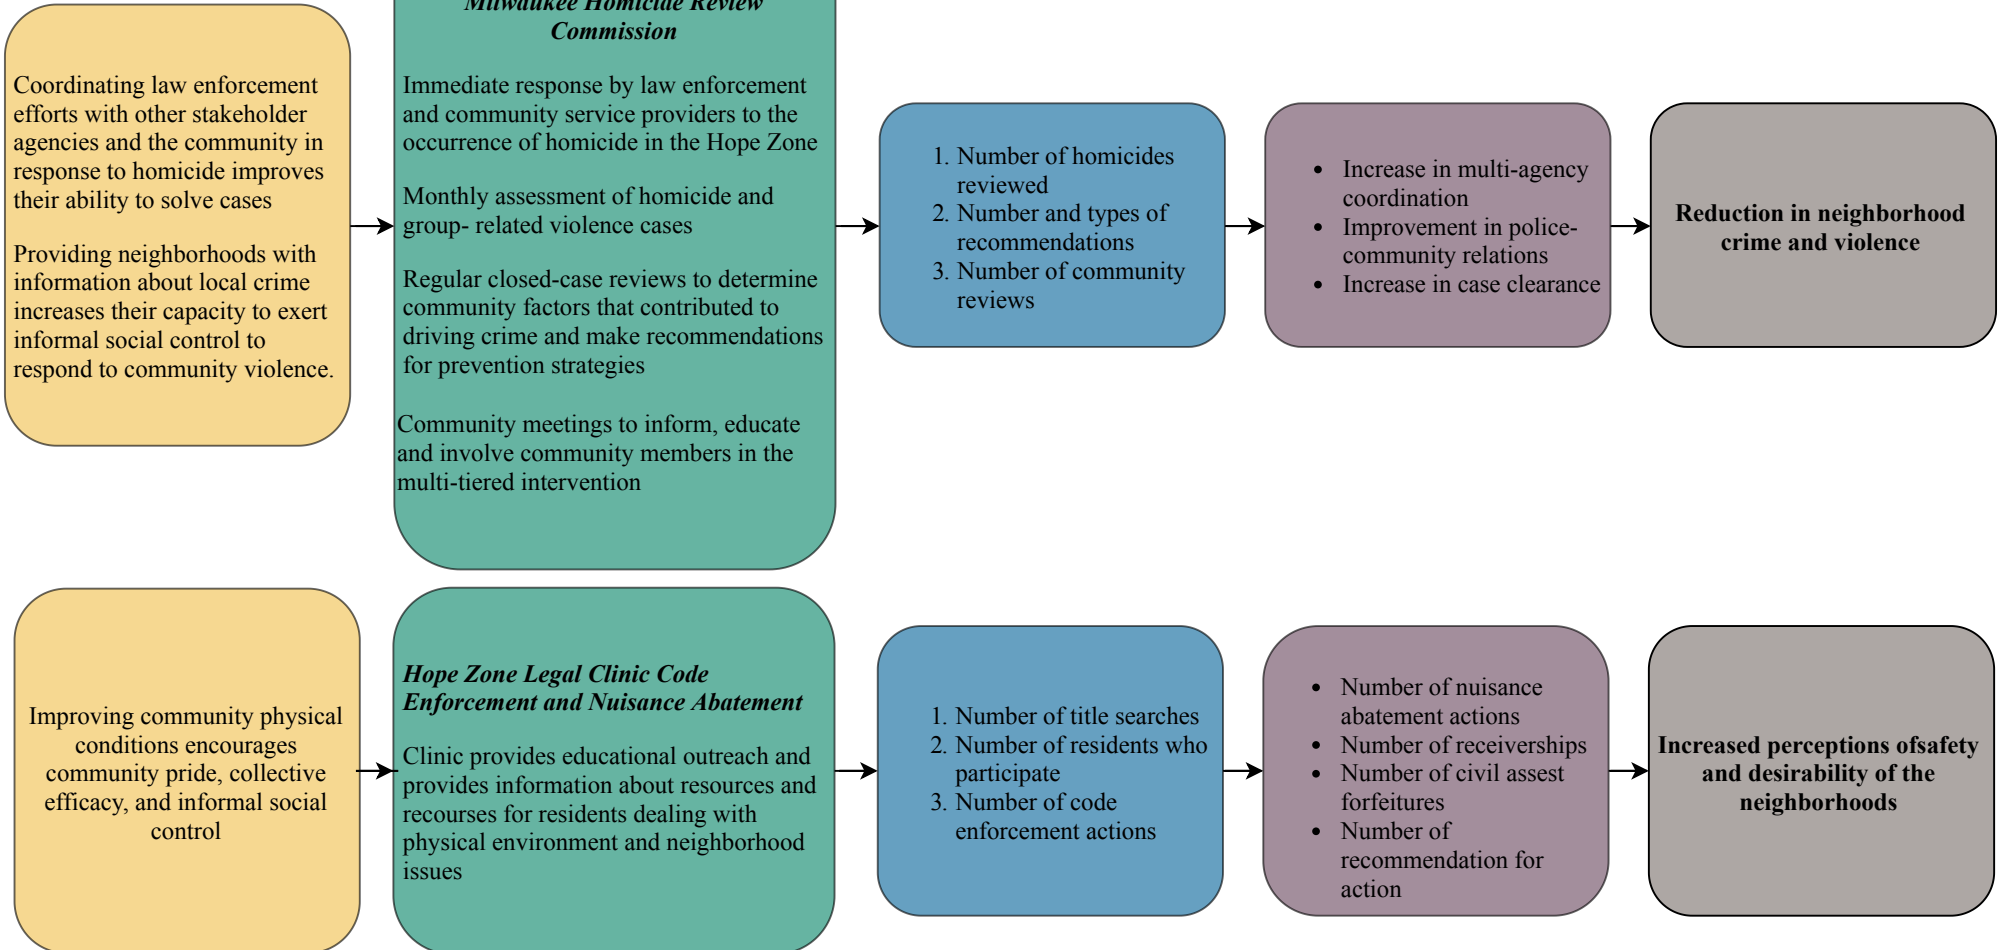 Coordinating law enforcement
efforts with other stakeholder
agencies and the community in
response to homicide improves
their ability to solve cases
Providing neighborhoods with
information about local crime
increases their capacity to exert
informal social control to
respond to community violence.
Milwaukee Homicide Review
Commission
Immediate response by law enforcement
and community service providers to the
occurrence of homicide in the Hope Zone
Monthly assessment of homicide and
group- related violence cases
Regular closed-case reviews to determine
community factors that contributed to
driving crime and make recommendations
for prevention strategies
Community meetings to inform, educate
and involve community members in the
multi-tiered intervention
1. Number of homicides
reviewed
2. Number and types of
recommendations
3. Number of community
reviews
• Increase in multi-agency
coordination
• Improvement in police-
community relations
• Increase in case clearance
Reduction in neighborhood
crime and violence
Improving community physical
conditions encourages
community pride, collective
efficacy, and informal social
control
Hope Zone Legal Clinic Code
Enforcement and Nuisance Abatement
Clinic provides educational outreach and
provides information about resources and
recourses for residents dealing with
physical environment and neighborhood
issues
1. Number of title searches
2. Number of residents who
participate
3. Number of code
enforcement actions
• Number of nuisance
abatement actions
• Number of receiverships
• Number of civil assest
forfeitures
• Number of
recommendation for
action
Increased perceptions ofsafety
and desirability of the
neighborhoods